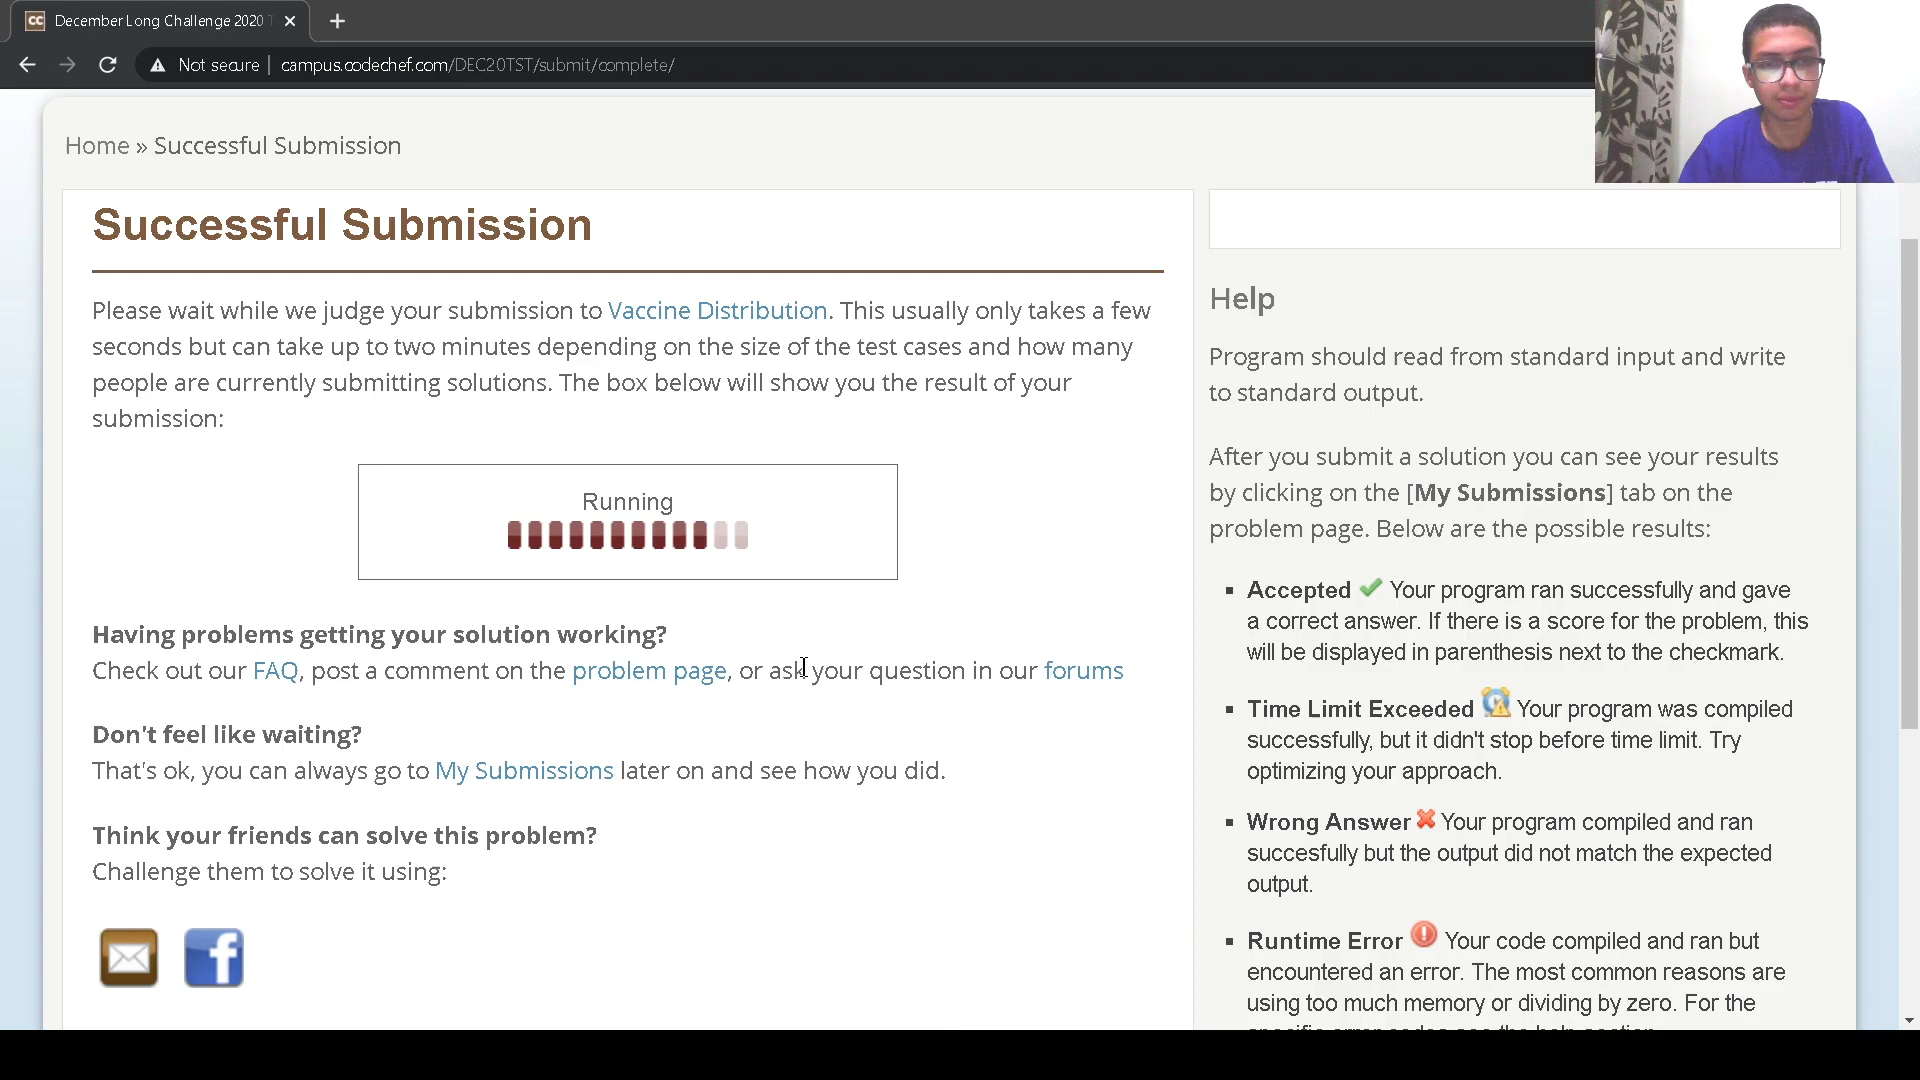 CC December Long Challenge 2020 T
Not secure | campus.codechef.com/DEC20TST/submit/complete/
Home » Successful Submission
Successful Submission
Please wait while we judge your submission to Vaccine Distribution. This usually only takes a few
seconds but can take up to two minutes depending on the size of the test cases and how many
people are currently submitting solutions. The box below will show you the result of your
submission:
Running
Having problems getting your solution working?
Check out our FAQ, post a comment on the problem page, or ask your question in our forums
Don't feel like waiting?
That's ok, you can always go to My Submissions later on and see how you did.
Think your friends can solve this problem?
Challenge them to solve it using:
Help
Program should read from standard input and write
to standard output.
After you submit a solution you can see your results
by clicking on the [My Submissions] tab on the
problem page. Below are the possible results:
Accepted Your program ran successfully and gave
a correct answer. If there is a score for the problem, this
will be displayed in parenthesis next to the checkmark.
Time Limit Exceeded Your program was compiled
successfully, but it didn't stop before time limit. Try
optimizing your approach.
Wrong Answer Your program compiled and ran
succesfully but the output did not match the expected
output.
Runtime Error Your code compiled and ran but
encountered an error. The most common reasons are
using too much memory or dividing by zero. For the